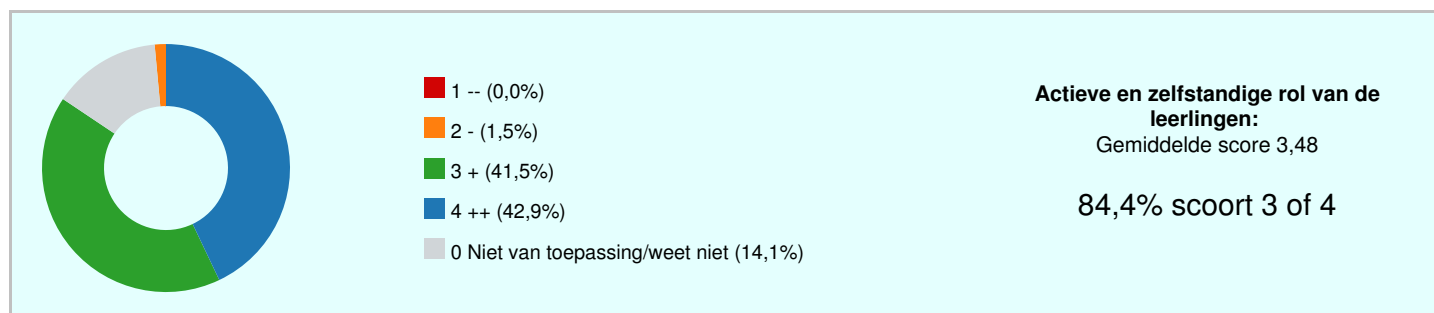 1 -- (0,0%)
2 - (1,5%)
3 + (41,5%)
4 ++ (42,9%)
0 Niet van toepassing/weet niet (14,1%)
Actieve en zelfstandige rol van de
leerlingen:
Gemiddelde score 3,48
84,4% scoort 3 of 4